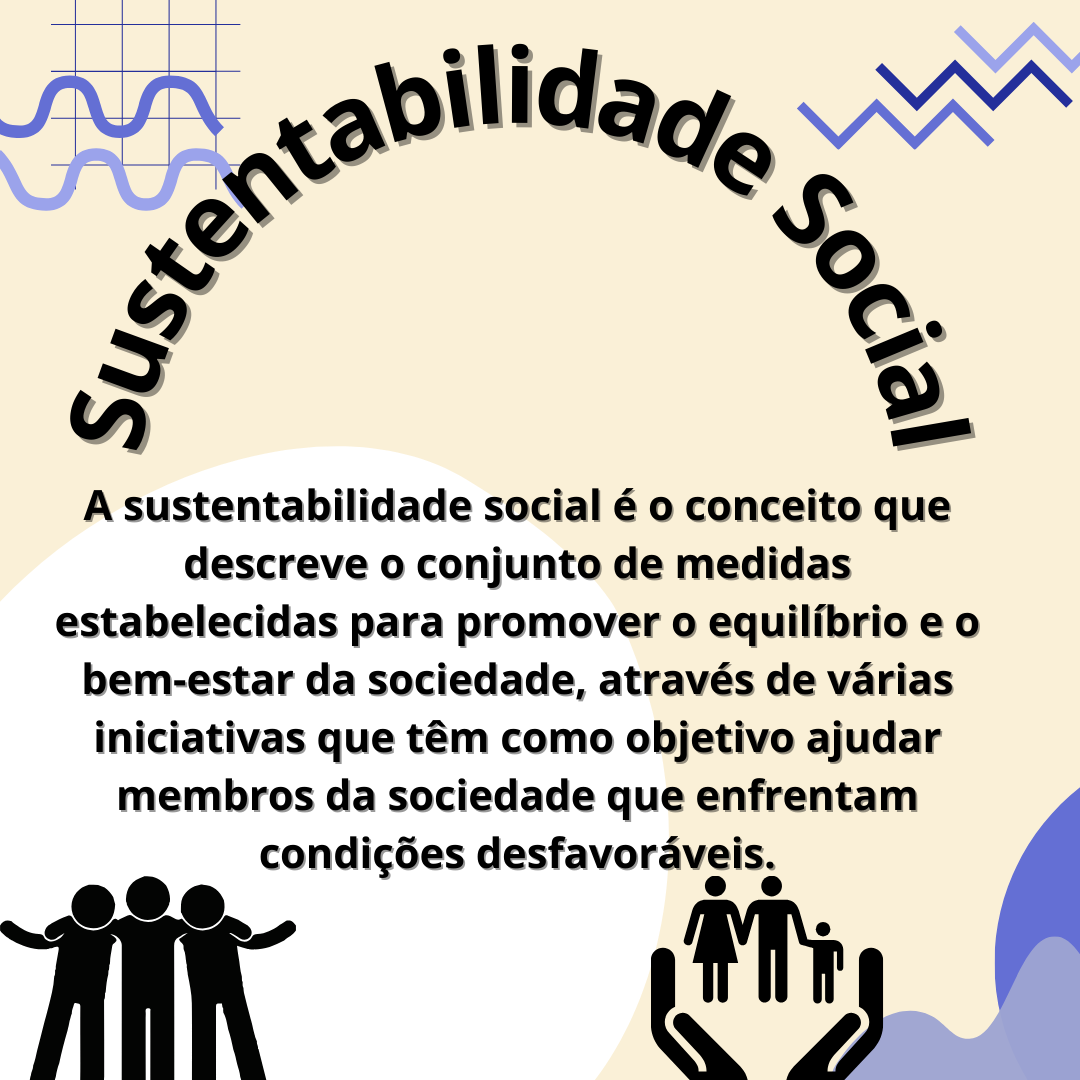 Sustentabilidade Social
A sustentabilidade social é o conceito que
descreve o conjunto de medidas
estabelecidas para promover o equilíbrio e o
bem-estar da sociedade, através de várias
iniciativas que têm como objetivo ajudar
membros da sociedade que enfrentam
condições desfavoráveis.